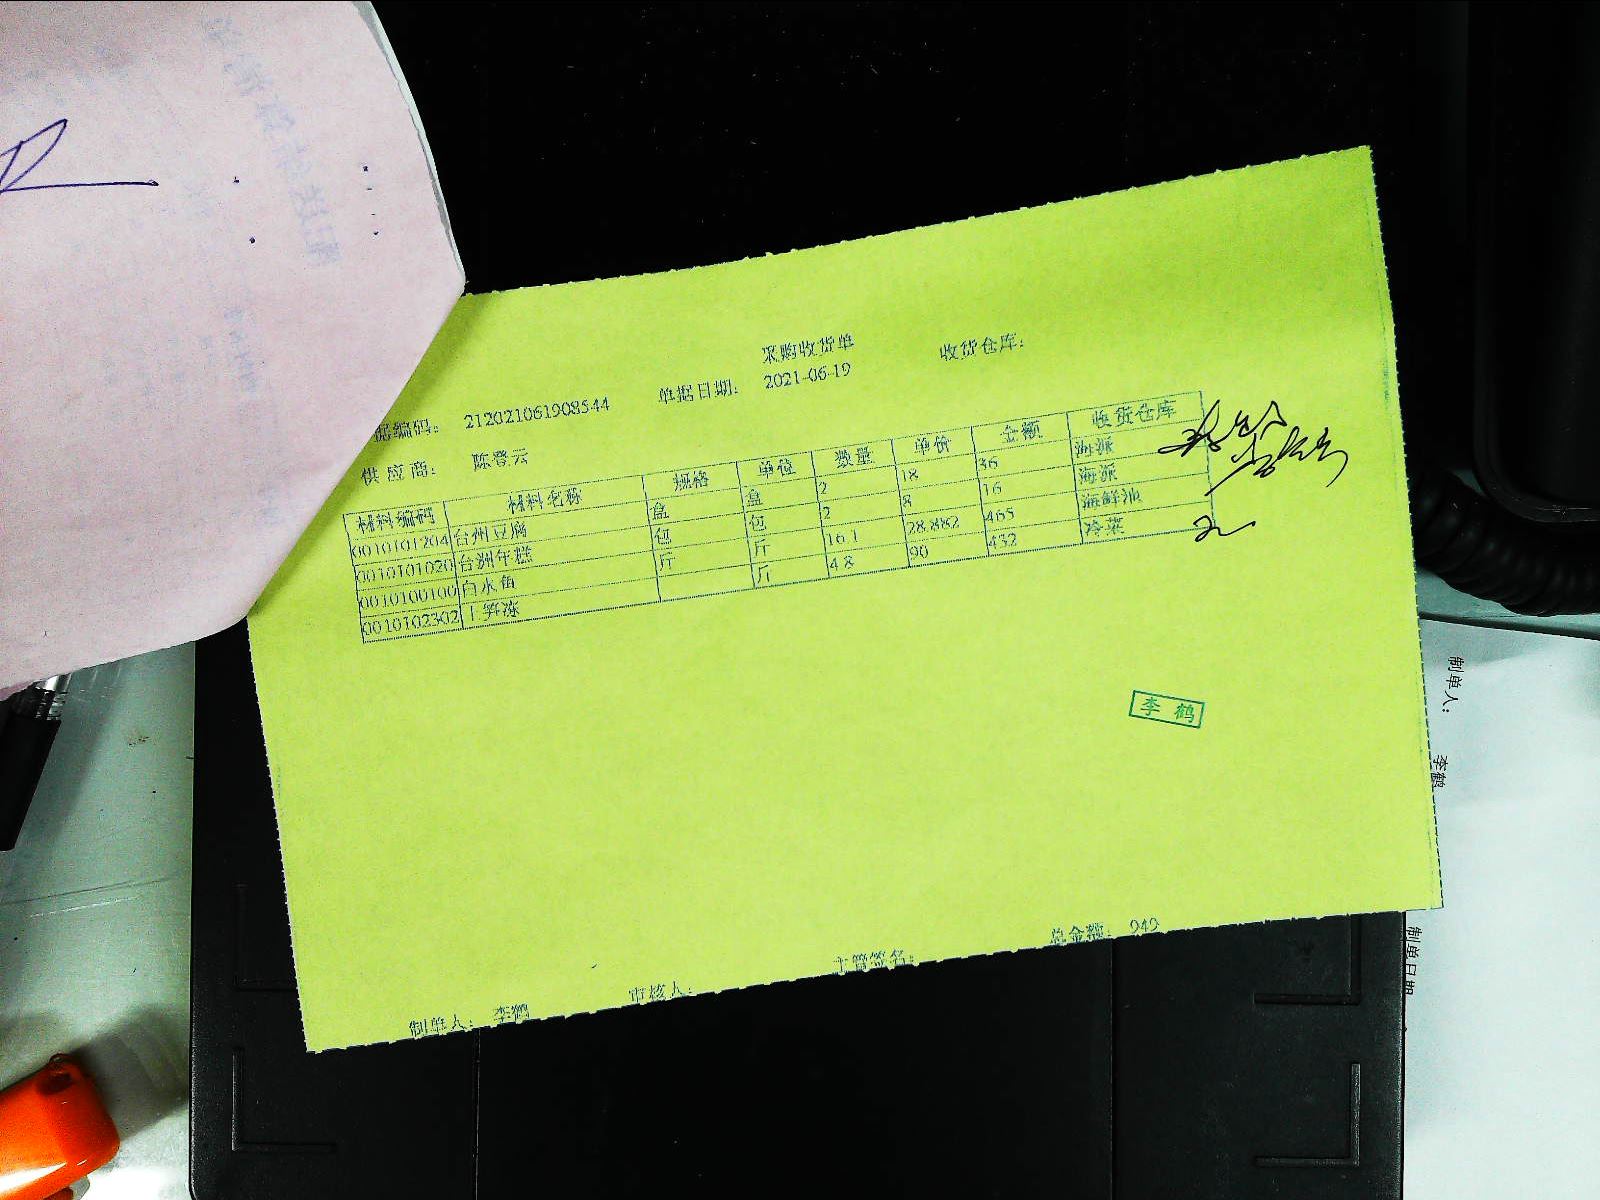 采购收货单
据编码: 212021061908544 单据日期: 2021-06-19 收货仓库:
供应商: 陈登云
材料编码 材料名称 规格 单位 数量 单价 金额 收货仓库
0010101204 台州豆腐 盒 盒 2 18 36 海派
0010101020 台洲年糕 包 包 2 8 16 海派
0010100100 白水鱼 斤 斤 16.1 28.882 465 海鲜池
0010102302 笋冻 斤 4.8 90 432 冷菜
李鹤
总金额: 949
主管签名:
审核人:
制单人: 李鹤
制单人:
李鹤
制单日期